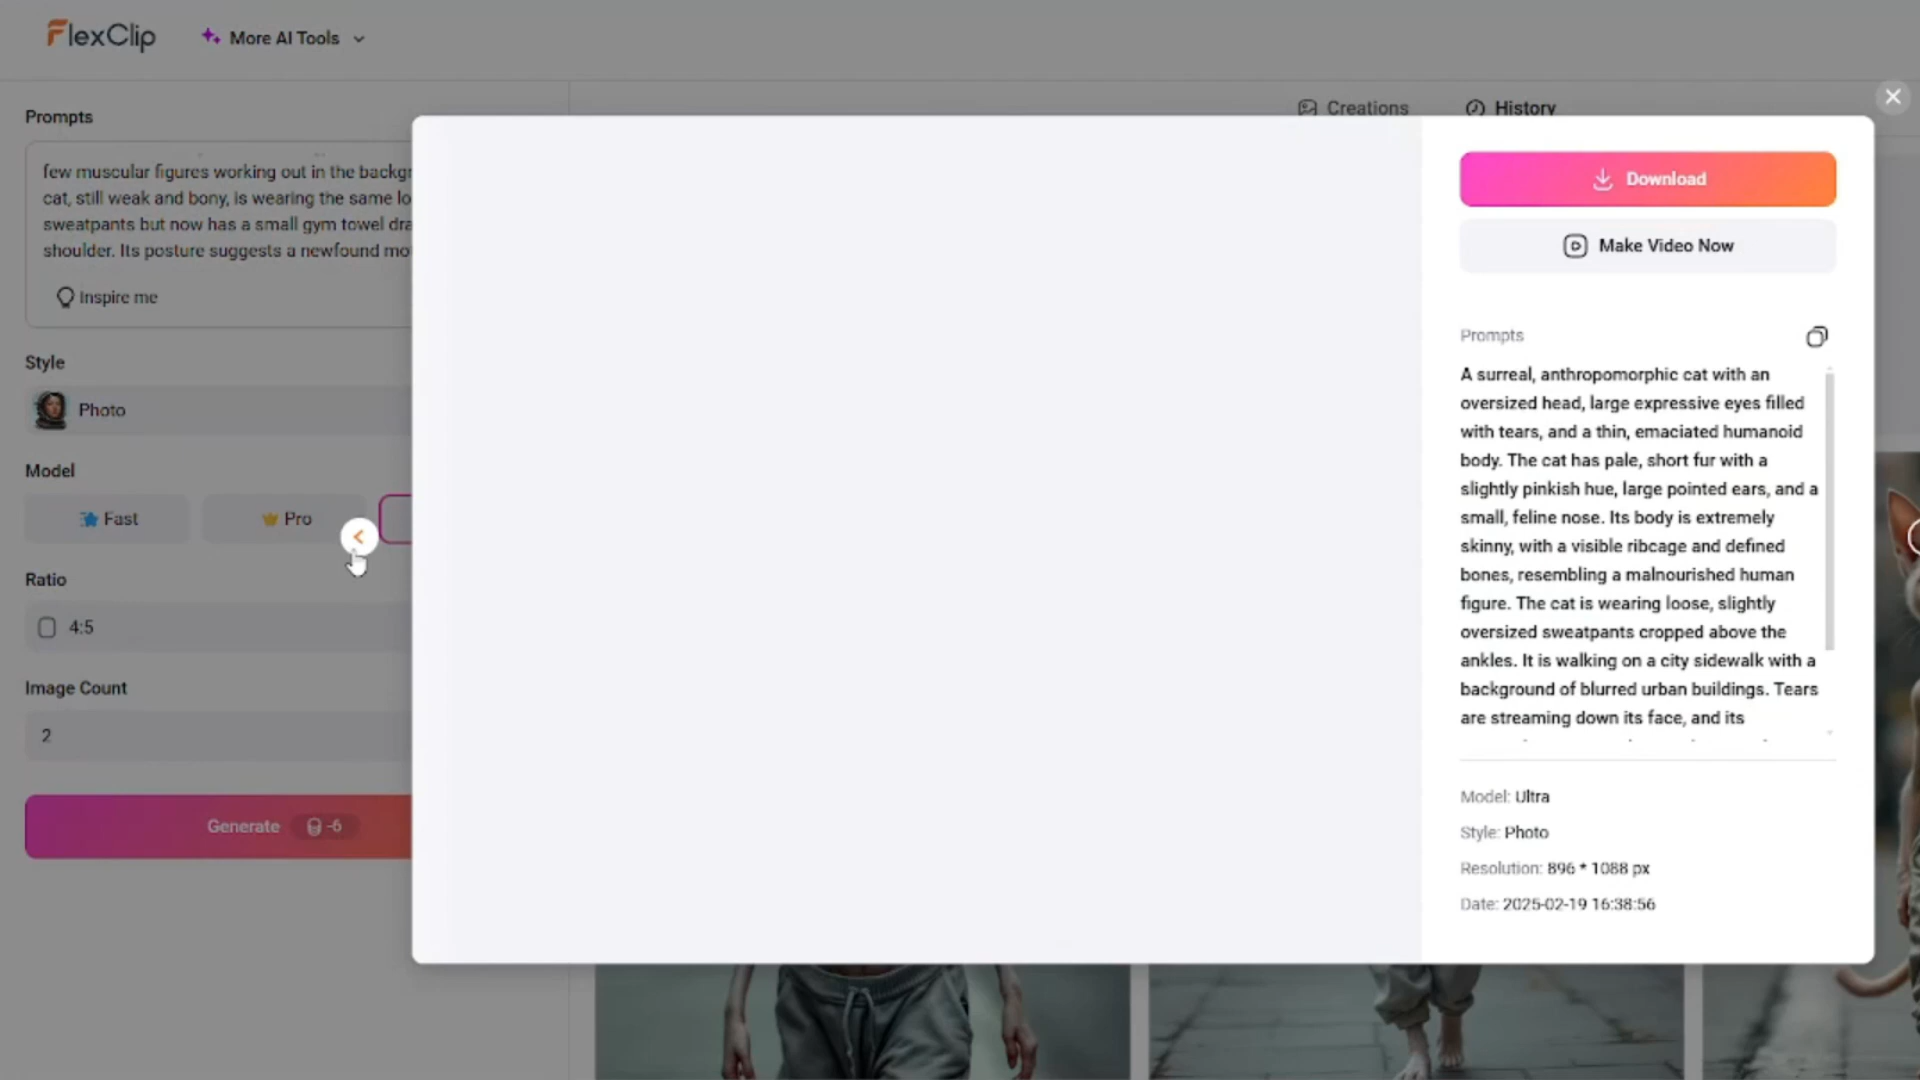 FlexClip
More AI Tools
Creations
History
Prompts
few muscular figures working out in the backgr
cat, still weak and bony, is wearing the same lo
sweatpants but now has a small gym towel dra
shoulder. Its posture suggests a newfound mo
Inspire me
Style
Photo
Model
Fast
Pro
Ratio
4:5
Image Count
2
Generate
-6
Download
Make Video Now
Prompts
A surreal, anthropomorphic cat with an
oversized head, large expressive eyes filled
with tears, and a thin, emaciated humanoid
body. The cat has pale, short fur with a
slightly pinkish hue, large pointed ears, and a
small, feline nose. Its body is extremely
skinny, with a visible ribcage and defined
bones, resembling a malnourished human
figure. The cat is wearing loose, slightly
oversized sweatpants cropped above the
ankles. It is walking on a city sidewalk with a
background of blurred urban buildings. Tears
are streaming down its face, and its
Model: Ultra
Style: Photo
Resolution: 896 * 1088 px
Date: 2025-02-19 16:38:56